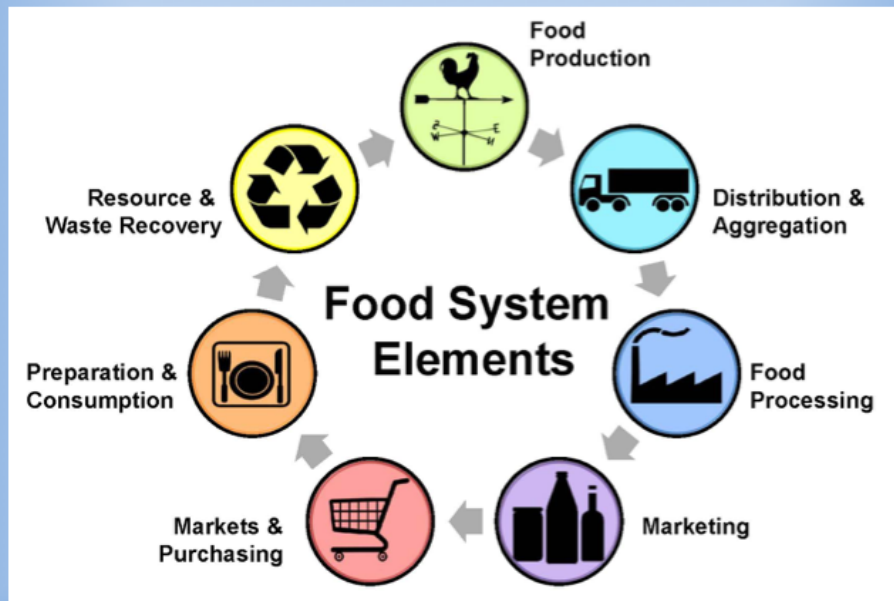 Food
Production
Distribution &
Aggregation
Food
Processing
Marketing
Markets &
Purchasing
Preparation &
Consumption
Resource &
Waste Recovery
Food System
Elements